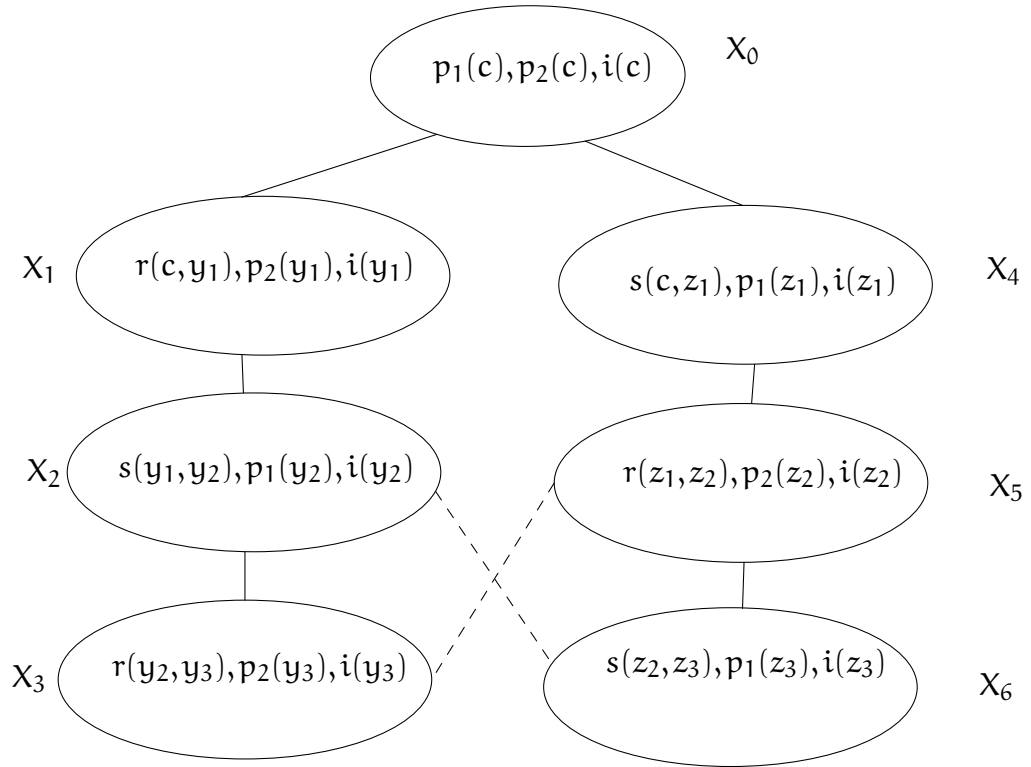 p₁(c),p₂(c),i(c) X₀
X₁ r(c,y₁),p₂(y₁),i(y₁)
s(c,z₁),p₁(z₁),i(z₁) X₄
X₂ s(y₁,y₂),p₁(y₂),i(y₂)
r(z₁,z₂),p₂(z₂),i(z₂) X₅
X₃ r(y₂,y₃),p₂(y₃),i(y₃)
s(z₂,z₃),p₁(z₃),i(z₃) X₆